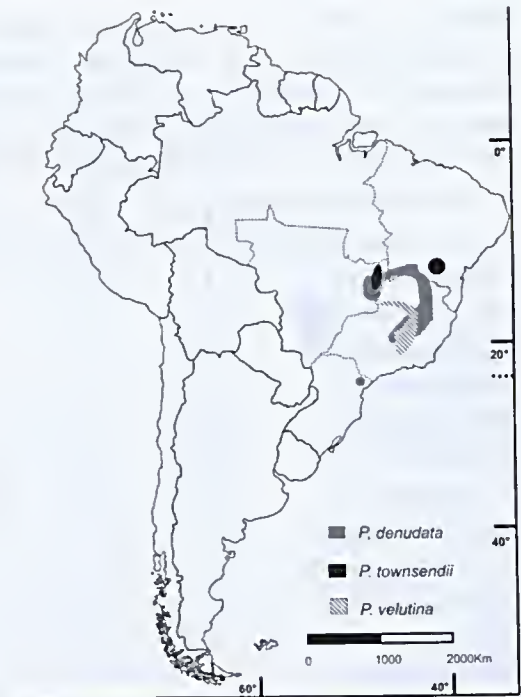 0°
20°
40°
P. denudata
P. townsendii
P. velutina
0 1000 2000Km
60° 40°